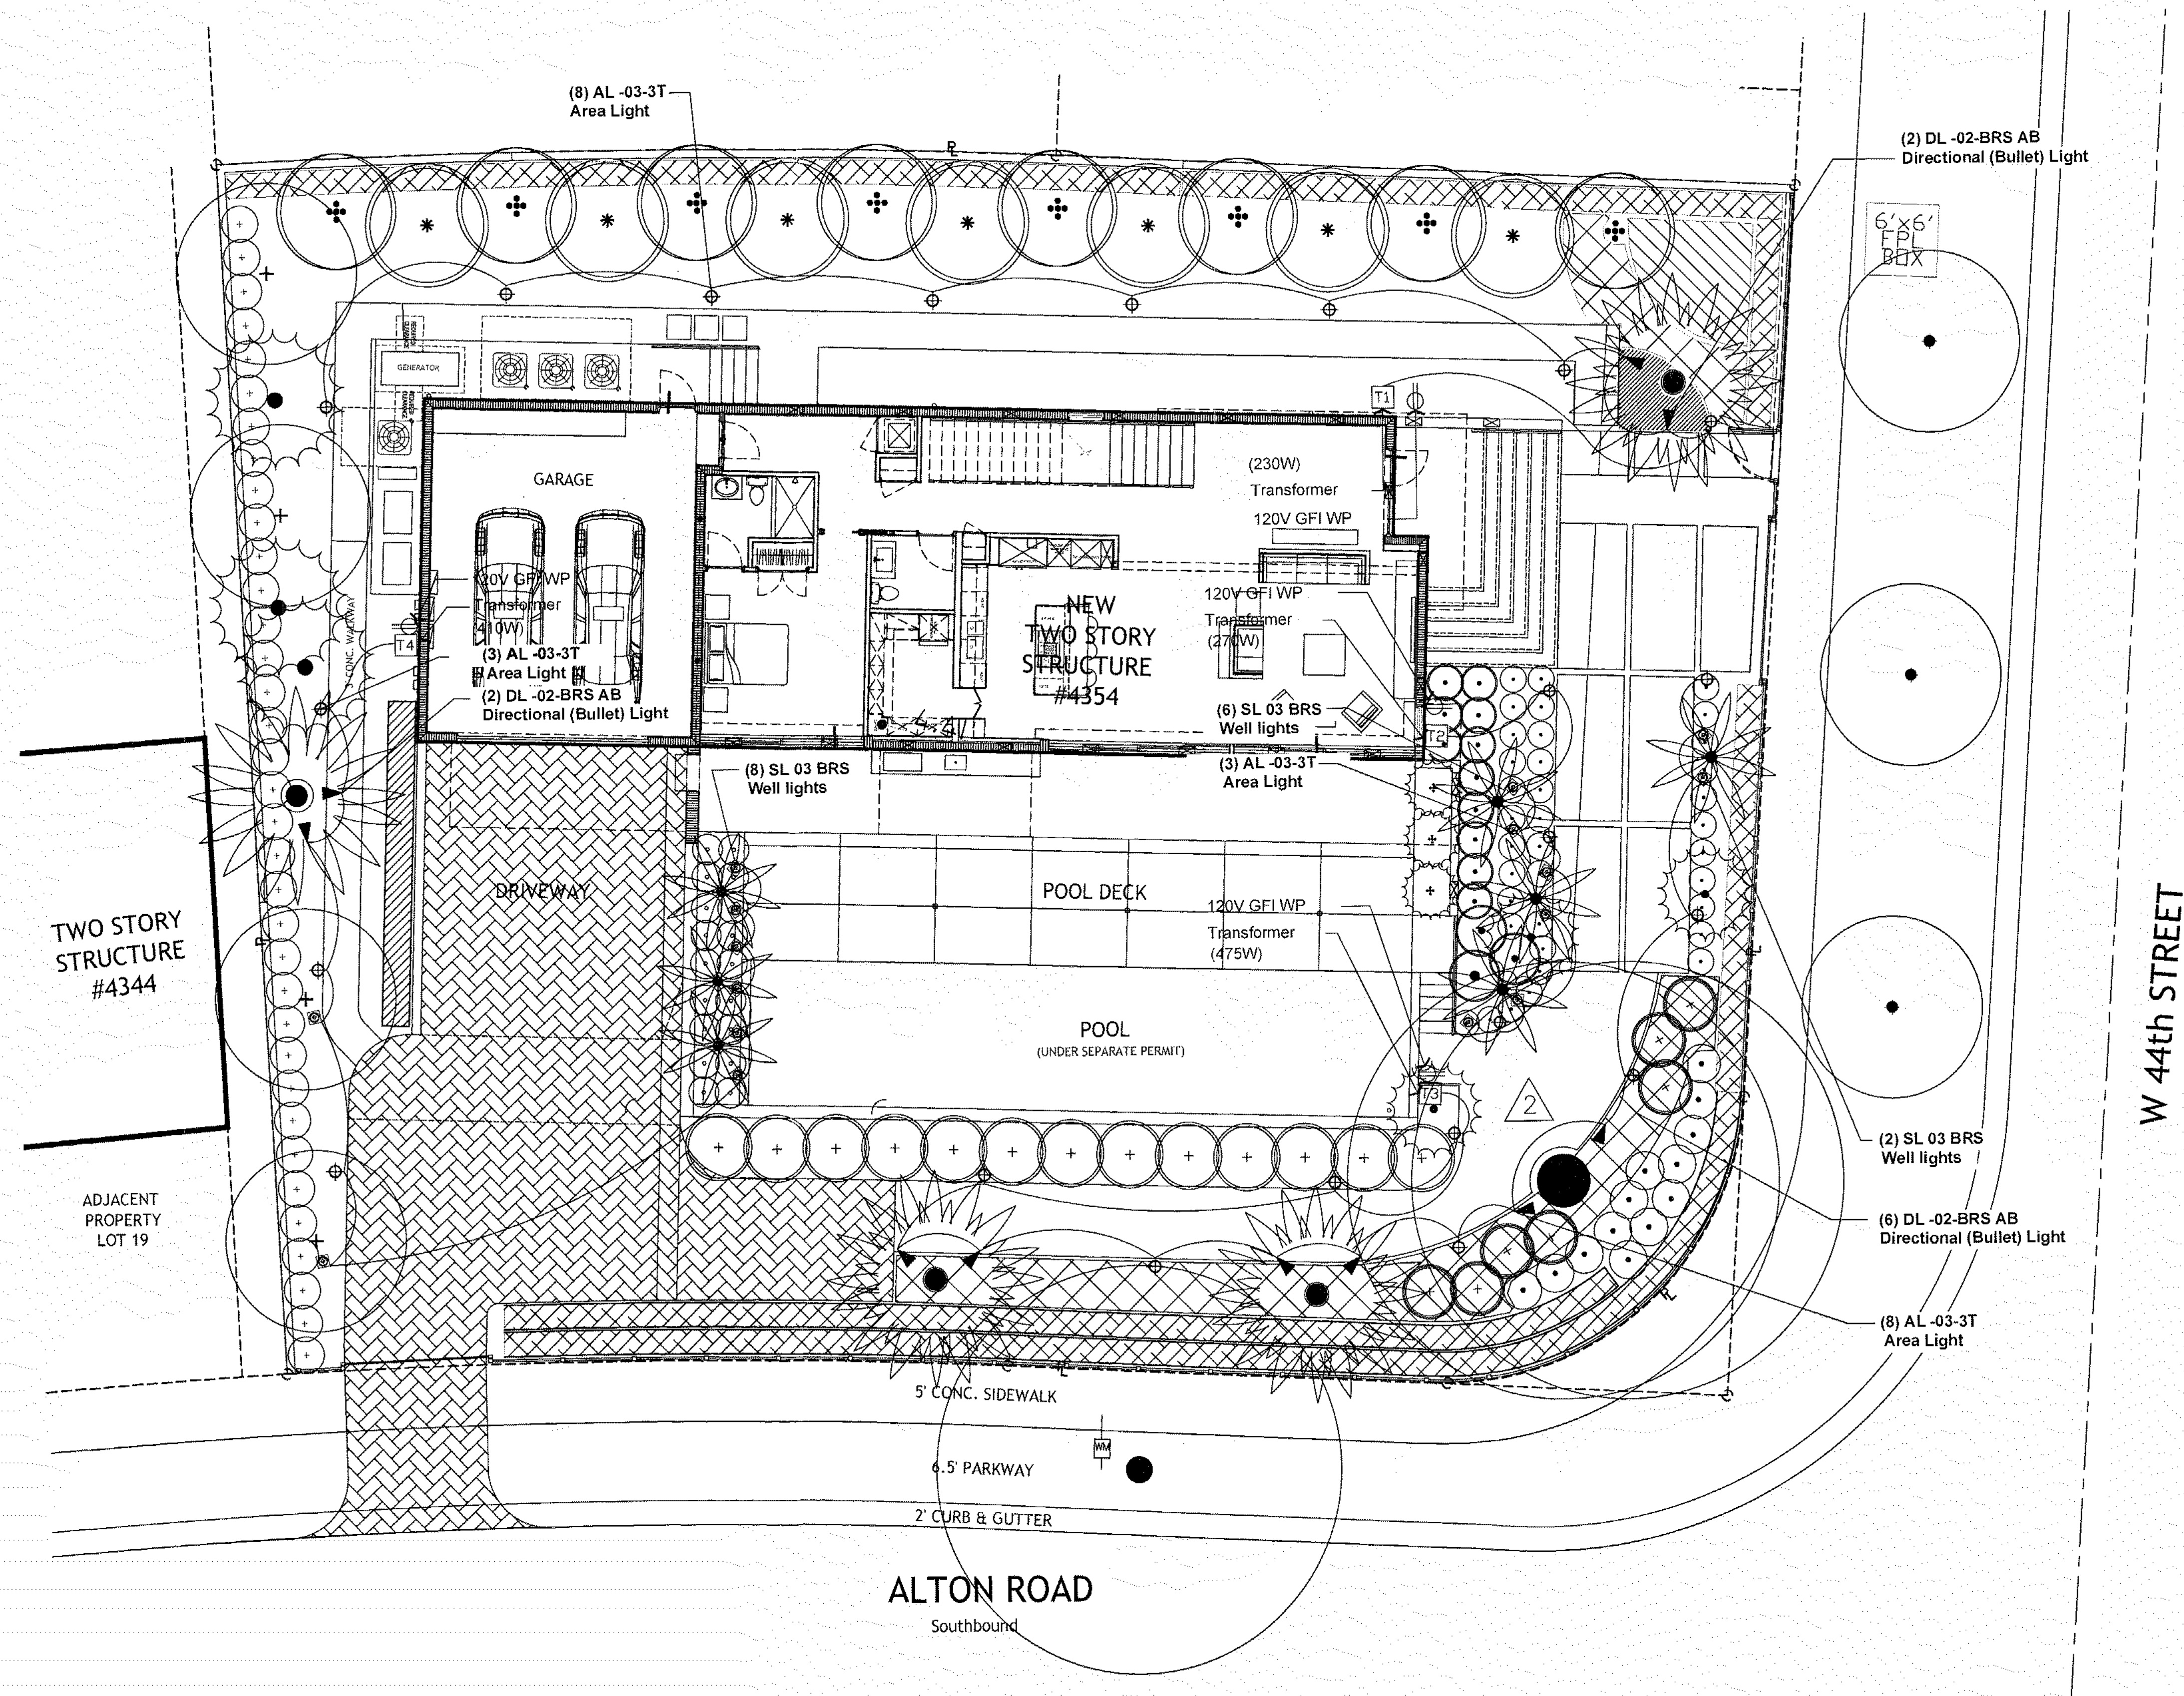 (8) AL -03-3T
Area Light
(2) DL -02-BRS AB
Directional (Bullet) Light
6'x6'
FPL
BOX
GENERATOR
T1
GARAGE
(230W)
Transformer
120V GFI WP
120V GFI WP
Transformer
(410W)
T4
5' CONC. WALKWAY
(3) AL -03-3T
Area Light
(2) DL -02-BRS AB
Directional (Bullet) Light
NEW
TWO STORY
STRUCTURE
#4354
120V GFI WP
Transformer
(270W)
(6) SL 03 BRS
Well lights
T2
(3) AL -03-3T
Area Light
(8) SL 03 BRS
Well lights
DRIVEWAY
POOL DECK
120V GFI WP
Transformer
(475W)
TWO STORY
STRUCTURE
#4344
W 44th STREET
POOL
(UNDER SEPARATE PERMIT)
T3
2
(2) SL 03 BRS
Well lights
ADJACENT
PROPERTY
LOT 19
(6) DL -02-BRS AB
Directional (Bullet) Light
(8) AL -03-3T
Area Light
5' CONC. SIDEWALK
WM
6.5' PARKWAY
2' CURB & GUTTER
ALTON ROAD
Southbound